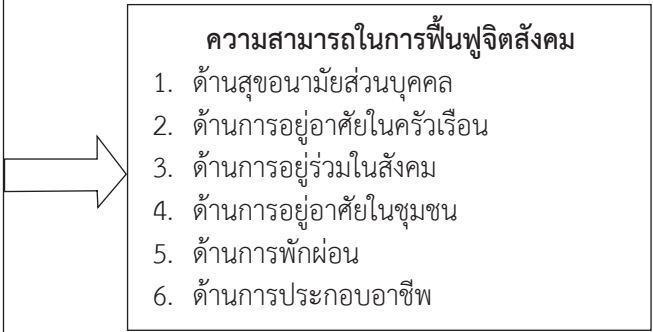 ความสามารถในการฟื้นฟูจิตสังคม
1. ด้านสุขอนามัยส่วนบุคคล
2. ด้านการอยู่อาศัยในครัวเรือน
3. ด้านการอยู่ร่วมในสังคม
4. ด้านการอยู่อาศัยในชุมชน
5. ด้านการพักผ่อน
6. ด้านการประกอบอาชีพ